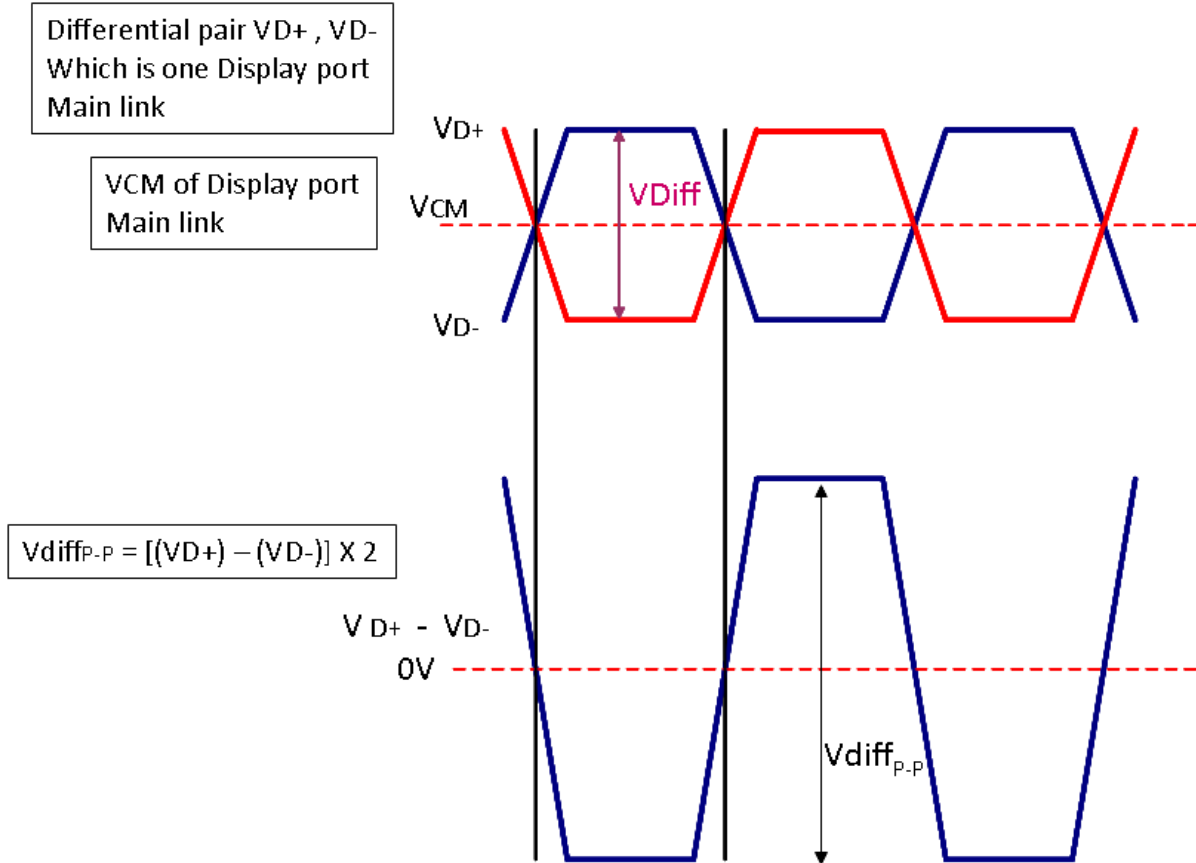 Differential pair VD+ , VD-
Which is one Display port
Main link
VD+
VCM of Display port
Main link
VDiff
VCM
VD-
VdiffP-P = [(VD+) – (VD-)] X 2
V D+ - VD-
0V
VdiffP-P